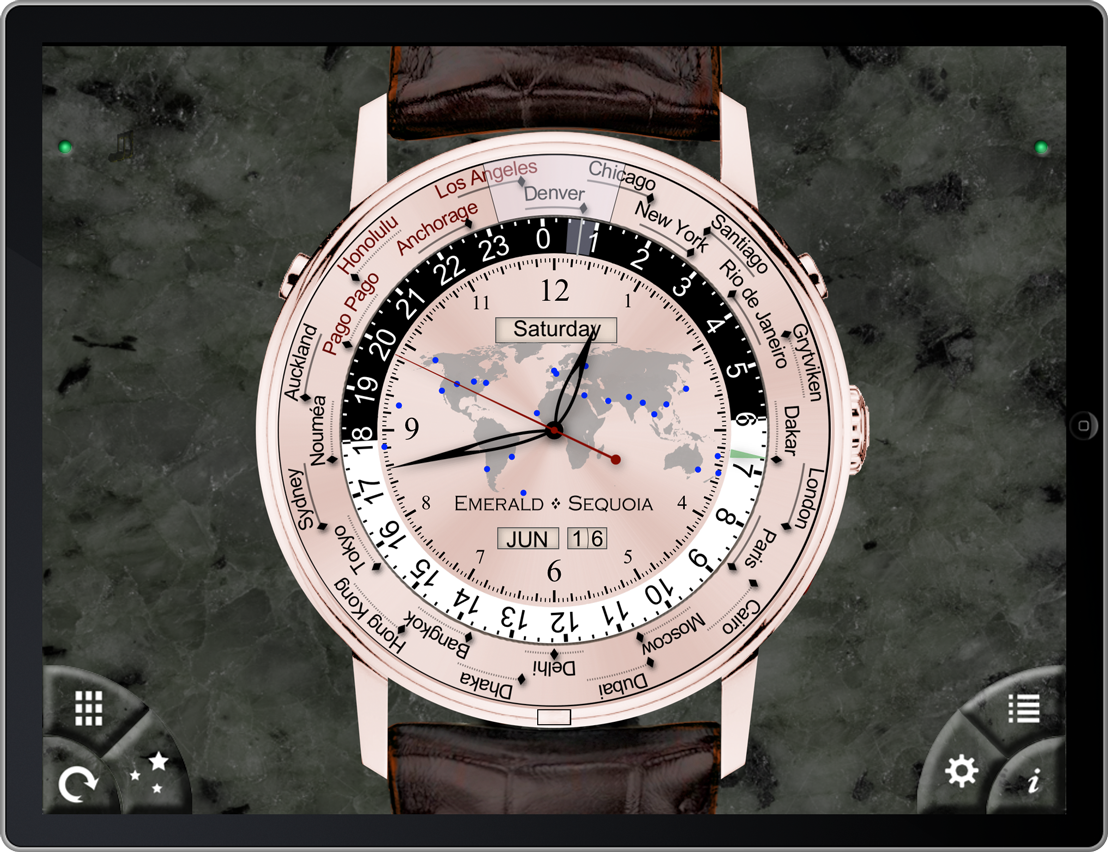 Los Angeles
Chicago
Denver
Anchorage
New York
Honolulu
Santiago
Pago Pago
Rio de Janeiro
Auckland
Grytviken
Nouméa
Dakar
Sydney
London
Tokyo
Paris
Hong Kong
Cairo
Bangkok
Moscow
Dhaka
Delhi
Dubai
0
1
2
3
4
5
6
7
8
9
10
11
12
13
14
15
16
17
18
19
20
21
22
23
11
12
1
Saturday
9
8
EMERALD SEQUOIA
4
JUN 16
7
6
5
i